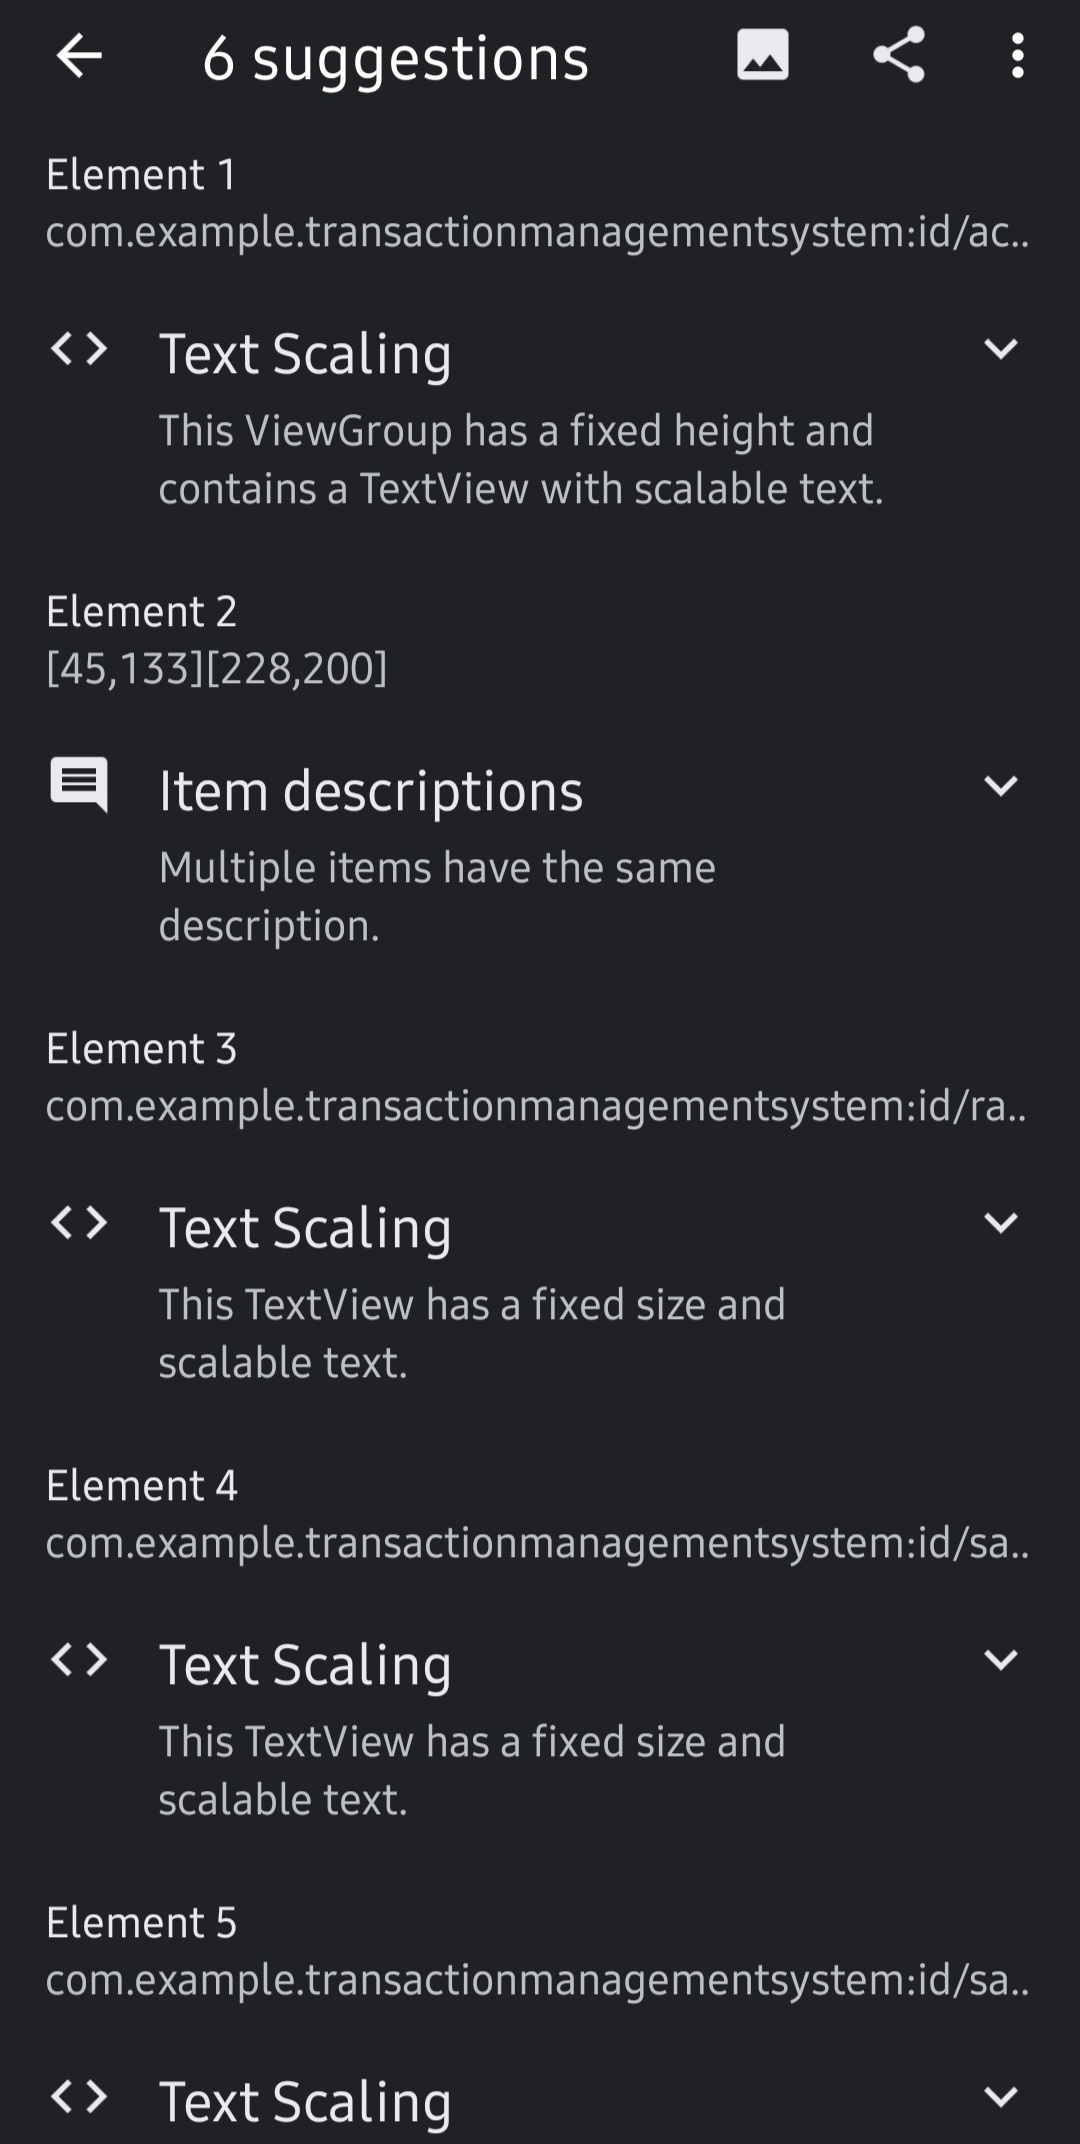 6 suggestions
Element 1
com.example.transactionmanagementsystem:id/ac..
Text Scaling
This ViewGroup has a fixed height and
contains a TextView with scalable text.
Element 2
[45,133][228,200]
Item descriptions
Multiple items have the same
description.
Element 3
com.example.transactionmanagementsystem:id/ra..
Text Scaling
This TextView has a fixed size and
scalable text.
Element 4
com.example.transactionmanagementsystem:id/sa..
Text Scaling
This TextView has a fixed size and
scalable text.
Element 5
com.example.transactionmanagementsystem:id/sa..
Text Scaling